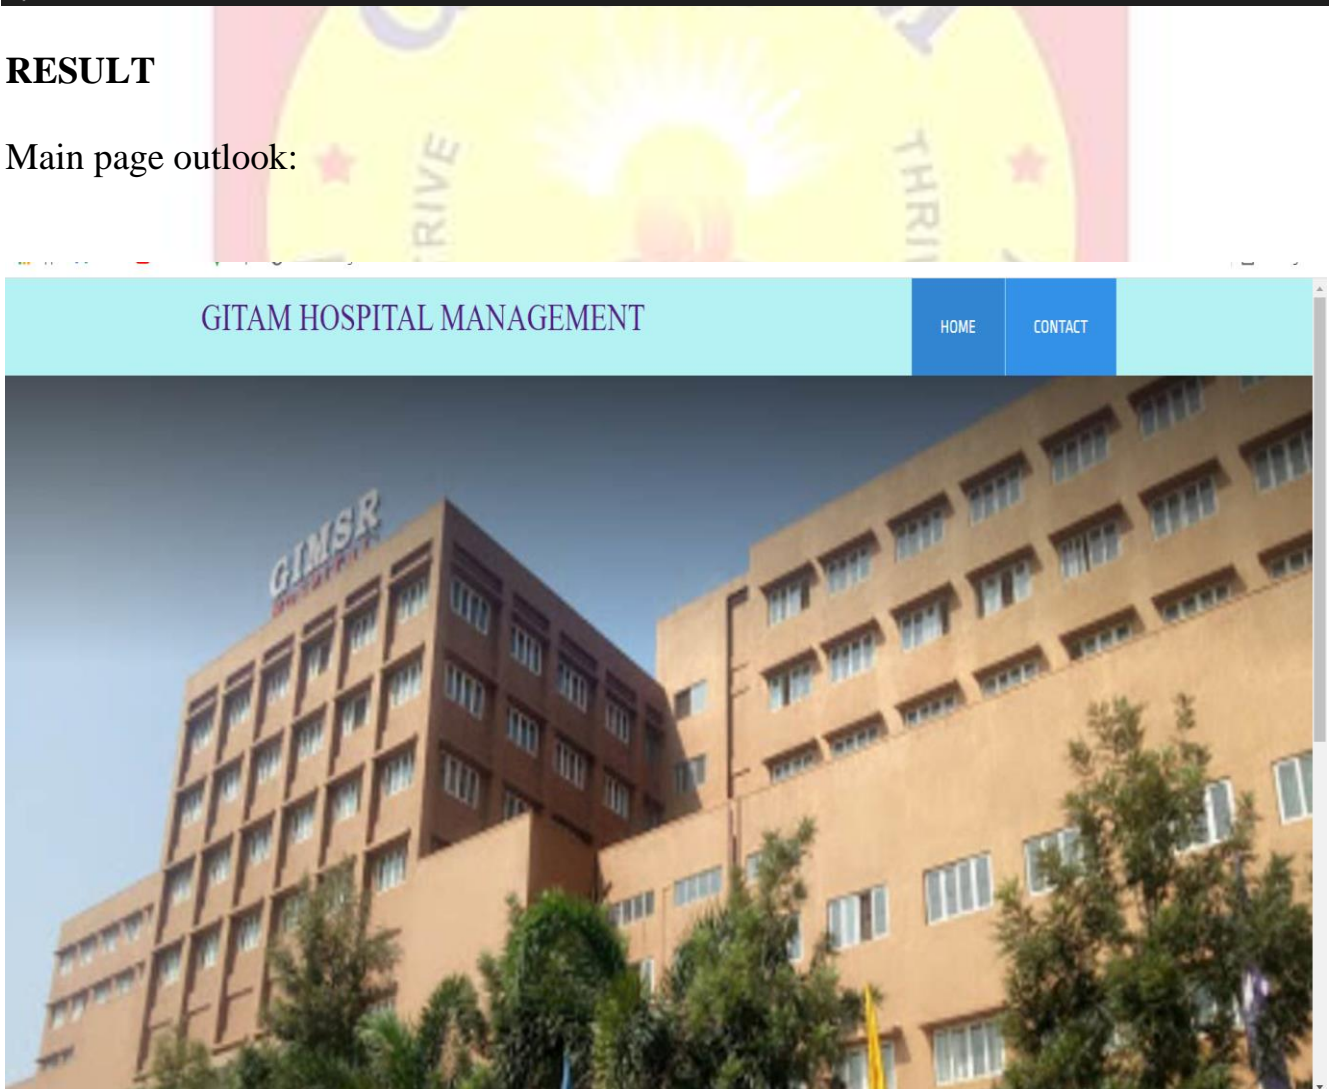 RESULT
Main page outlook:
GITAM HOSPITAL MANAGEMENT
HOME
CONTACT
GIMSR